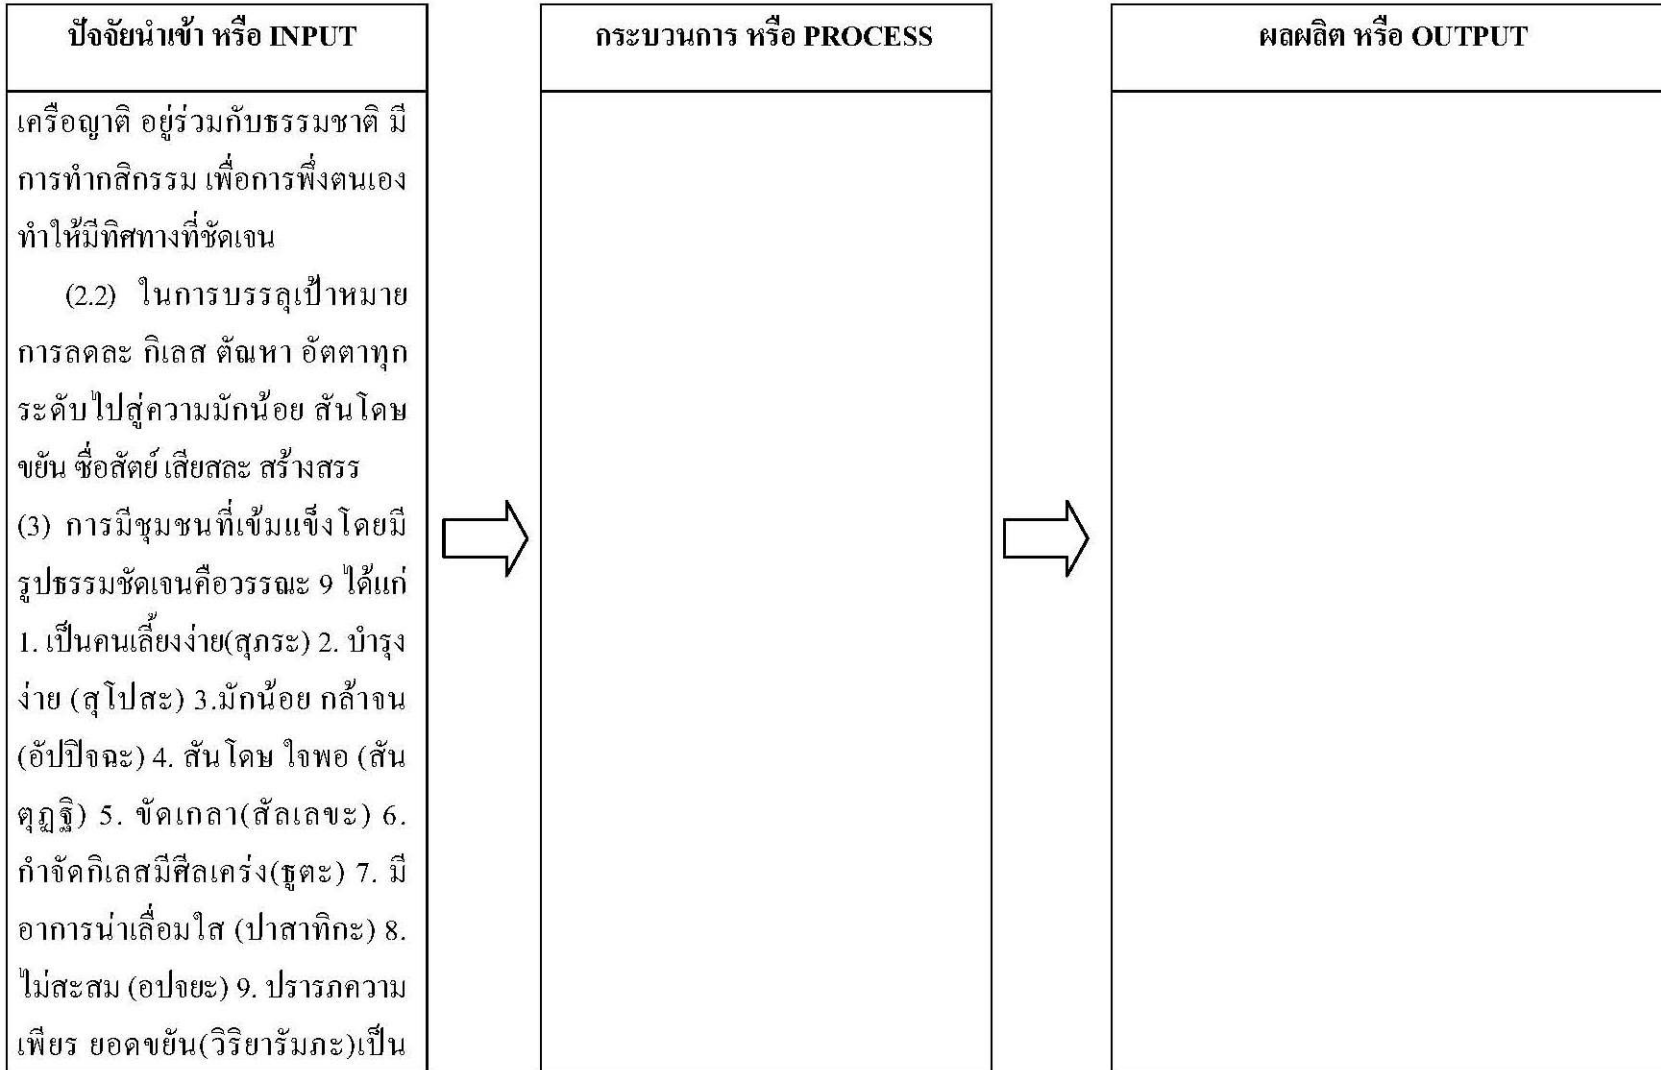 ปัจจัยนำเข้า หรือ INPUT
กระบวนการ หรือ PROCESS
ผลผลิต หรือ OUTPUT
เครือญาติ อยู่ร่วมกับธรรมชาติ มี
การทำกสิกรรม เพื่อการพึ่งตนเอง
ทำให้มีทิศทางที่ชัดเจน
(2.2) ในการบรรลุเป้าหมาย
การลดละ กิเลส ตัณหา อัตตาทุก
ระดับไปสู่ความมักน้อย สันโดษ
ขยัน ซื่อสัตย์ เสียสละ สร้างสรร
(3) การมีชุมชนที่เข้มแข็งโดยมี
รูปธรรมชัดเจนคือวรรณะ 9 ได้แก่
1. เป็นคนเลี้ยงง่าย(สุภระ) 2. บำรุง
ง่าย (สุโปสะ) 3.มักน้อย กล้าจน
(อัปปิจฉะ) 4. สันโดษ ใจพอ (สัน
ตุฏฐิ) 5. ขัดเกลา(สัลเลขะ) 6.
กำจัดกิเลสมีศีลเคร่ง(ธูตะ) 7. มี
อาการน่าเลื่อมใส (ปาสาทิกะ) 8.
ไม่สะสม (อปจยะ) 9. ปรารภความ
เพียร ยอดขยัน(วิริยารัมภะ)เป็น